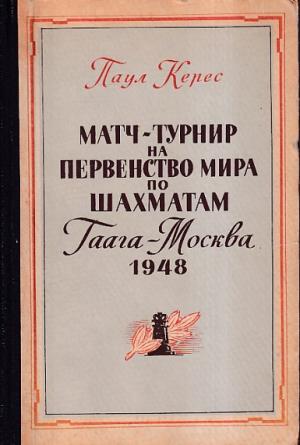 Паул Керес
МАТЧ-ТУРНИР
НА
ПЕРВЕНСТВО МИРА
ПО
ШАХМАТАМ
Гаага-Москва
1948